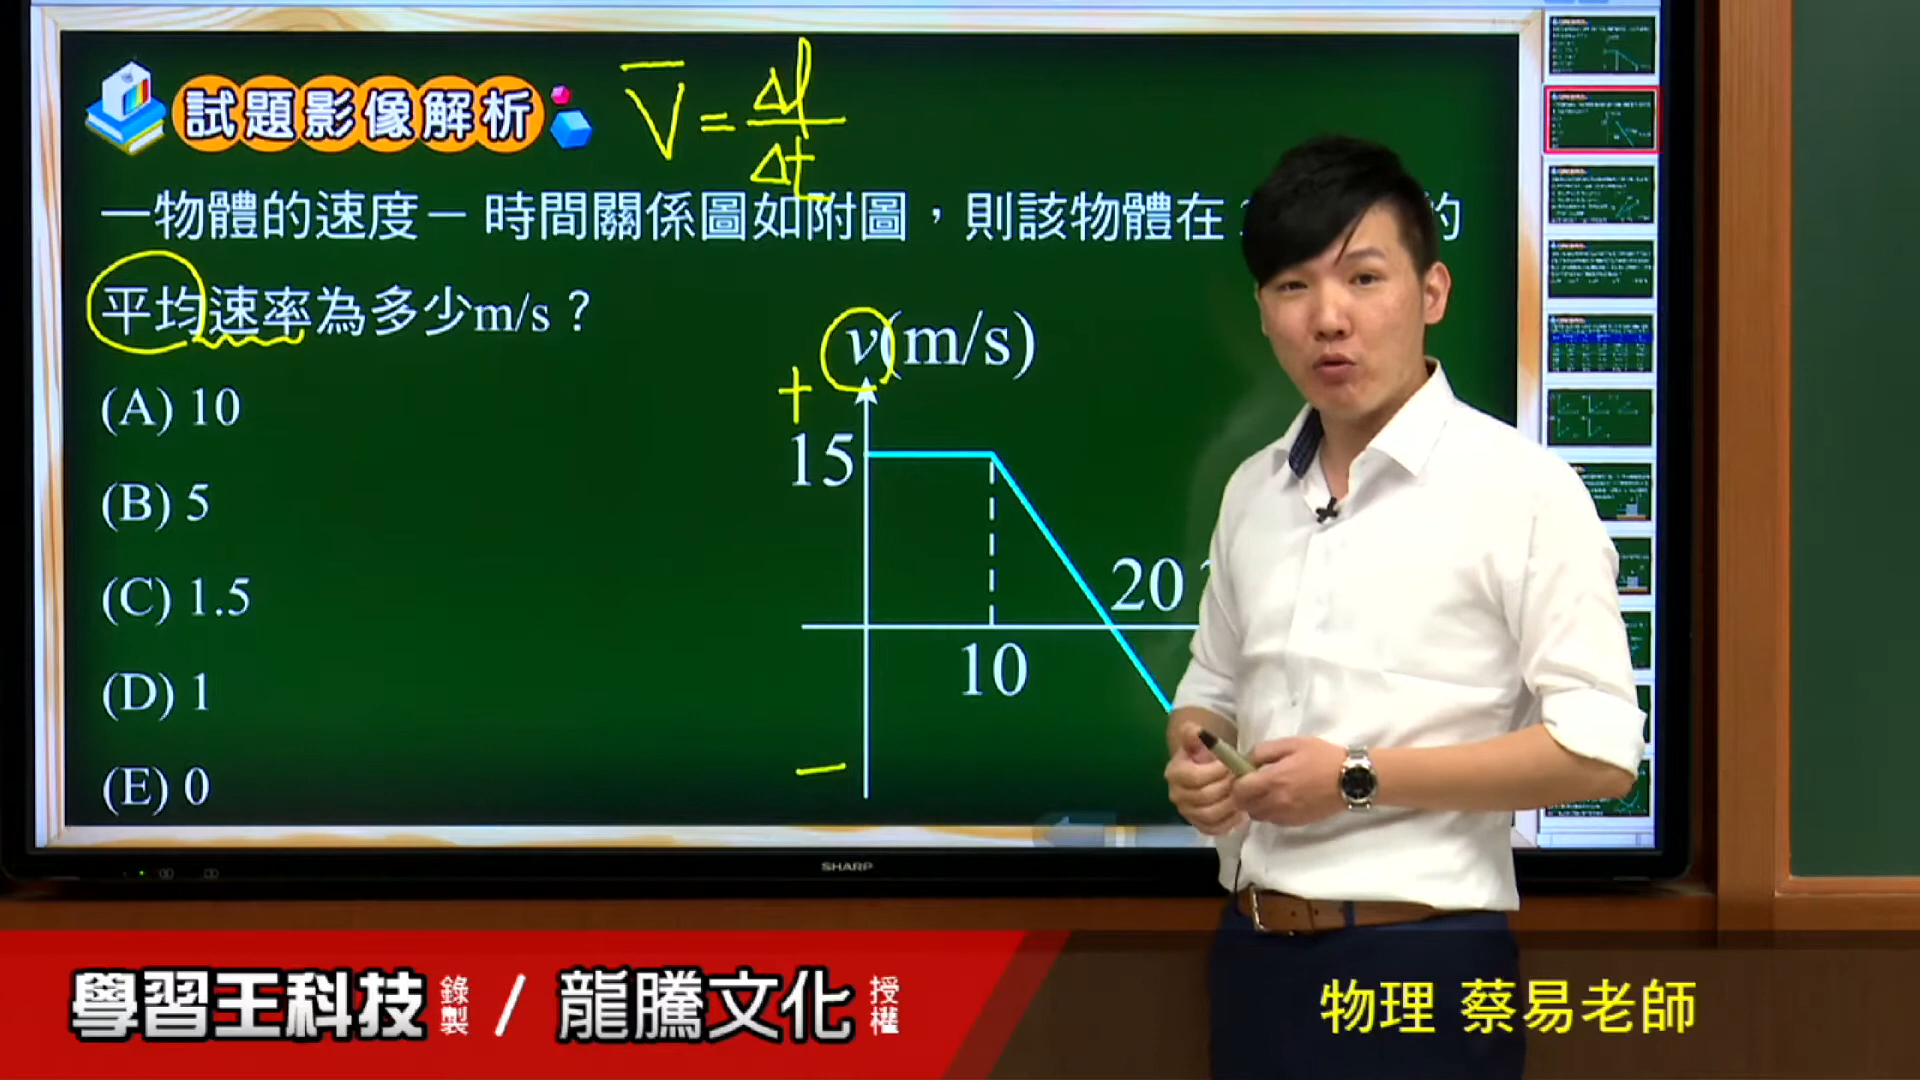 試題影像解析
V = Δl
Δt
一物體的速度－時間關係圖如附圖，則該物體在 的
平均速率為多少m/s？
(A) 10
(B) 5
(C) 1.5
(D) 1
(E) 0
v(m/s)
+
15
20
10
−
SHARP
學習王科技 錄製 / 龍騰文化 授權
物理 蔡易老師